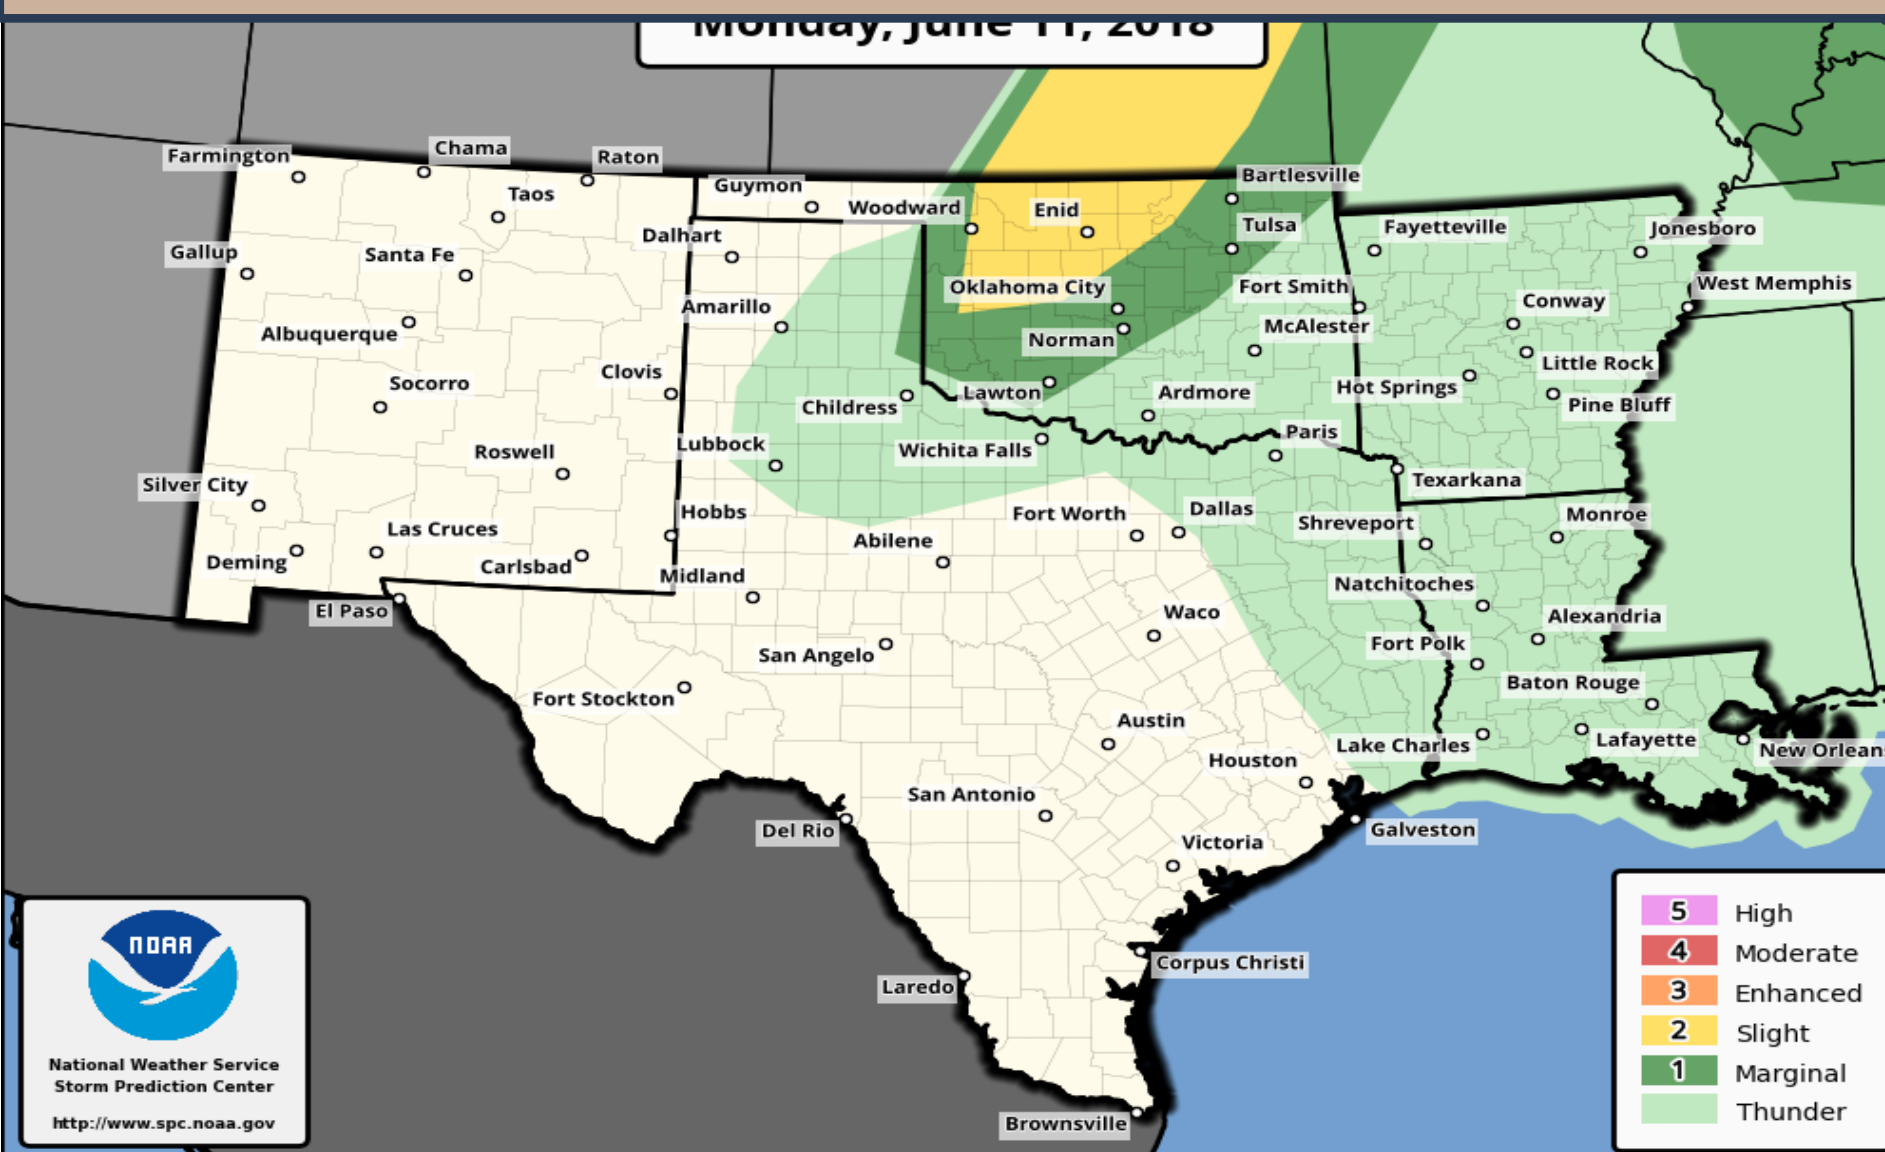 Monday, June 11, 2018
Farmington
Chama
Raton
Taos
Guymon
Woodward
Enid
Bartlesville
Tulsa
Fayetteville
Jonesboro
Gallup
Santa Fe
Dalhart
Amarillo
Oklahoma City
Fort Smith
Conway
West Memphis
Albuquerque
Norman
McAlester
Little Rock
Socorro
Clovis
Childress
Lawton
Ardmore
Hot Springs
Pine Bluff
Roswell
Lubbock
Wichita Falls
Paris
Texarkana
Silver City
Hobbs
Fort Worth
Dallas
Shreveport
Monroe
Las Cruces
Deming
Carlsbad
Midland
Abilene
Natchitoches
Alexandria
El Paso
Waco
San Angelo
Fort Polk
Baton Rouge
Fort Stockton
Austin
Lake Charles
Lafayette
New Orleans
Houston
San Antonio
Del Rio
Victoria
Galveston
Corpus Christi
Laredo
Brownsville
NOAA
National Weather Service
Storm Prediction Center
http://www.spc.noaa.gov
5 High
4 Moderate
3 Enhanced
2 Slight
1 Marginal
Thunder